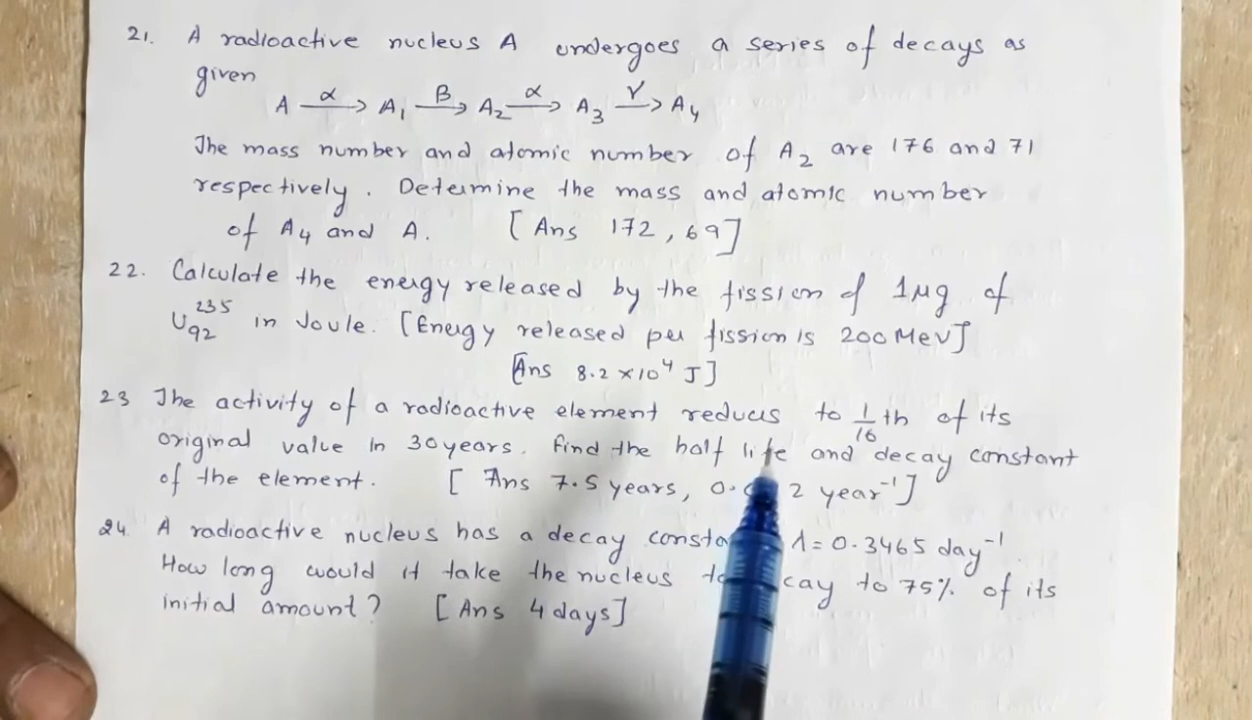 21. A radioactive nucleus A undergoes a series of decays as
given
A α→ A₁ β→ A₂ α→ A₃ γ→ A₄
The mass number and atomic number of A₂ are 176 and 71
respectively. Determine the mass and atomic number
of A₄ and A. [Ans 172, 69]
22. Calculate the energy released by the fission of 1μg of
U₉₂²³⁵ in Joule. [Energy released per fission is 200 MeV]
[Ans 8.2 × 10⁴ J]
23 The activity of a radioactive element reduces to 1/16 th of its
original value in 30 years. find the half life and decay constant
of the element. [Ans 7.5 years, 2 year⁻¹]
24. A radioactive nucleus has a decay λ = 0.3465 day⁻¹.
How long would it take the nucleus to 75% of its
initial amount? [Ans 4 days]